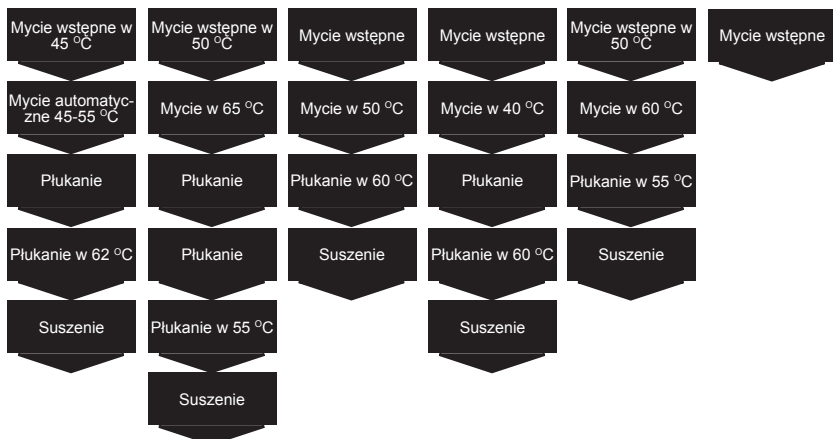 Mycie wstępne w
45 °C
Mycie wstępne w
50 °C
Mycie wstępne
Mycie wstępne
Mycie wstępne w
50 °C
Mycie wstępne
Mycie automatyc-
zne 45-55 °C
Mycie w 65 °C
Mycie w 50 °C
Mycie w 40 °C
Mycie w 60 °C
Płukanie
Płukanie
Płukanie w 60 °C
Płukanie
Płukanie w 55 °C
Płukanie w 62 °C
Płukanie
Suszenie
Płukanie w 60 °C
Suszenie
Suszenie
Płukanie w 55 °C
Suszenie
Suszenie